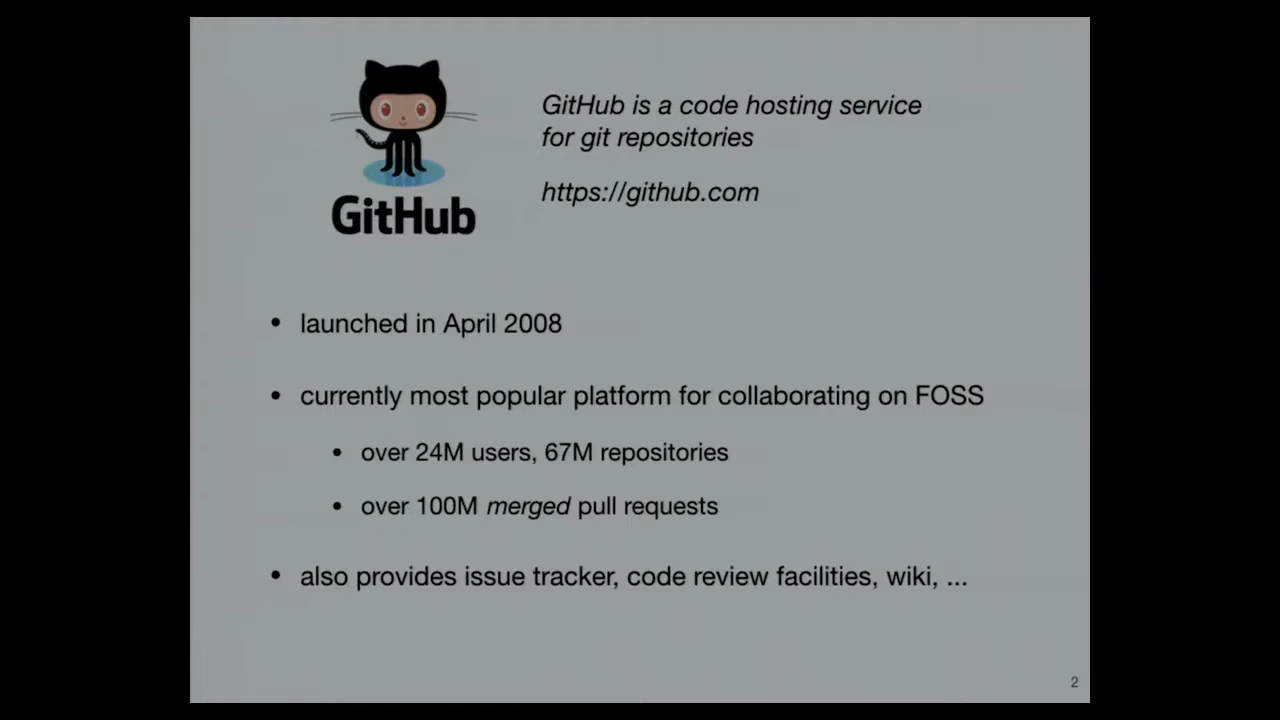 GitHub is a code hosting service
for git repositories
https://github.com
GitHub
• launched in April 2008
• currently most popular platform for collaborating on FOSS
• over 24M users, 67M repositories
• over 100M merged pull requests
• also provides issue tracker, code review facilities, wiki, ...
2